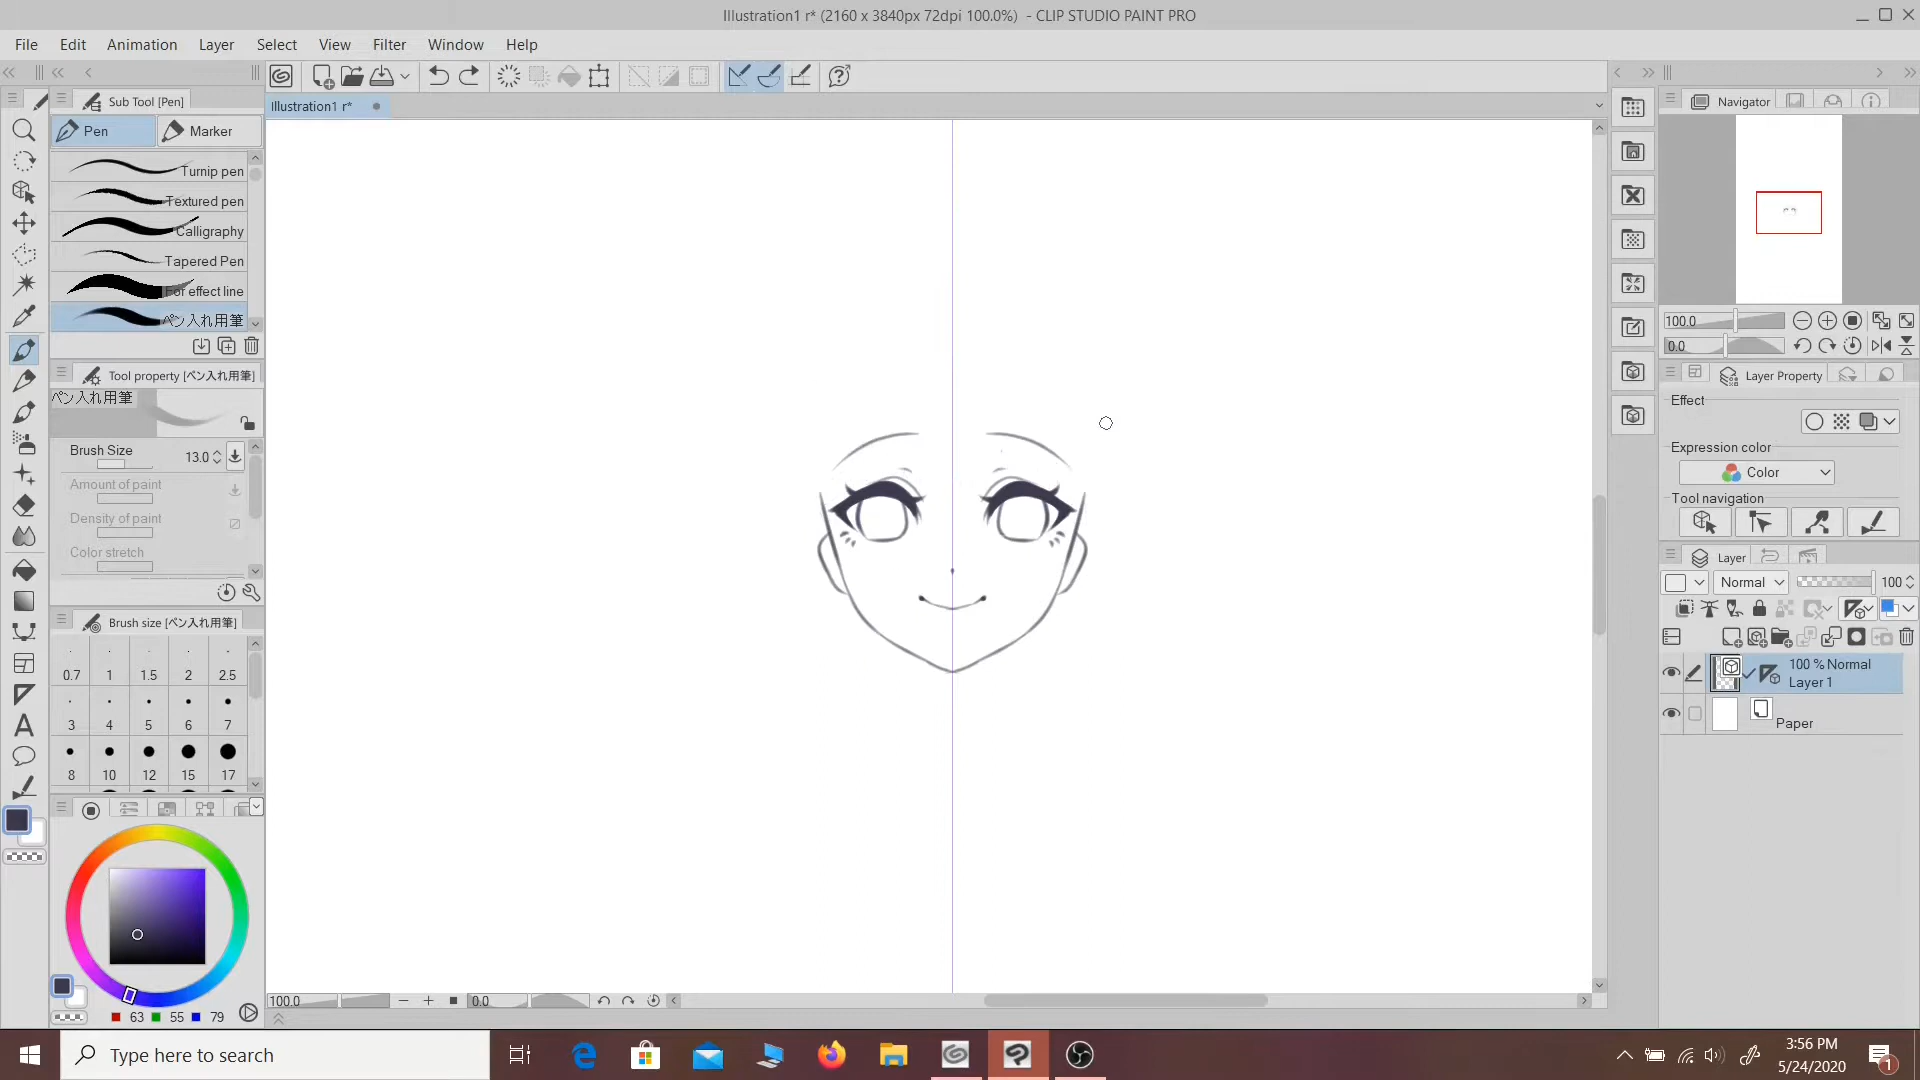 Illustration1 r* (2160 x 3840px 72dpi 100.0%) - CLIP STUDIO PAINT PRO
File Edit Animation Layer Select View Filter Window Help
Sub Tool [Pen]
Illustration1 r*
Navigator
Pen Marker
Turnip pen
Textured pen
Calligraphy
Tapered Pen
For effect line
ペン入れ用筆
100.0
0.0
Tool property [ペン入れ用筆]
ペン入れ用筆
Brush Size 13.0
Amount of paint
Density of paint
Color stretch
Layer Property
Effect
Expression color
Color
Tool navigation
Layer
Normal 100
100 % Normal
Layer 1
Paper
Brush size [ペン入れ用筆]
0.7 1 1.5 2 2.5
3 4 5 6 7
8 10 12 15 17
63 55 79
100.0 0.0
Type here to search
3:56 PM
5/24/2020
1